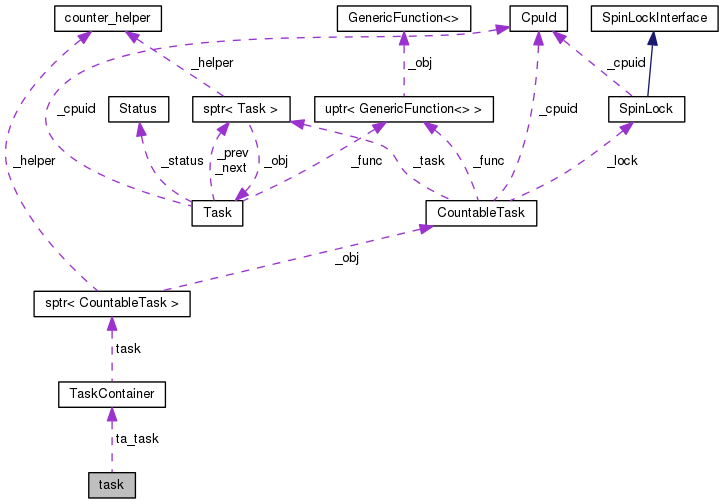 counter_helper
GenericFunction<>
CpuId
SpinLockInterface
_helper
_obj
_cpuid
Status
sptr< Task >
uptr< GenericFunction<> >
SpinLock
_cpuid
_cpuid
_helper
_status
_prev
_next
_obj
_func
_task
_func
_lock
Task
CountableTask
_obj
sptr< CountableTask >
task
TaskContainer
ta_task
task